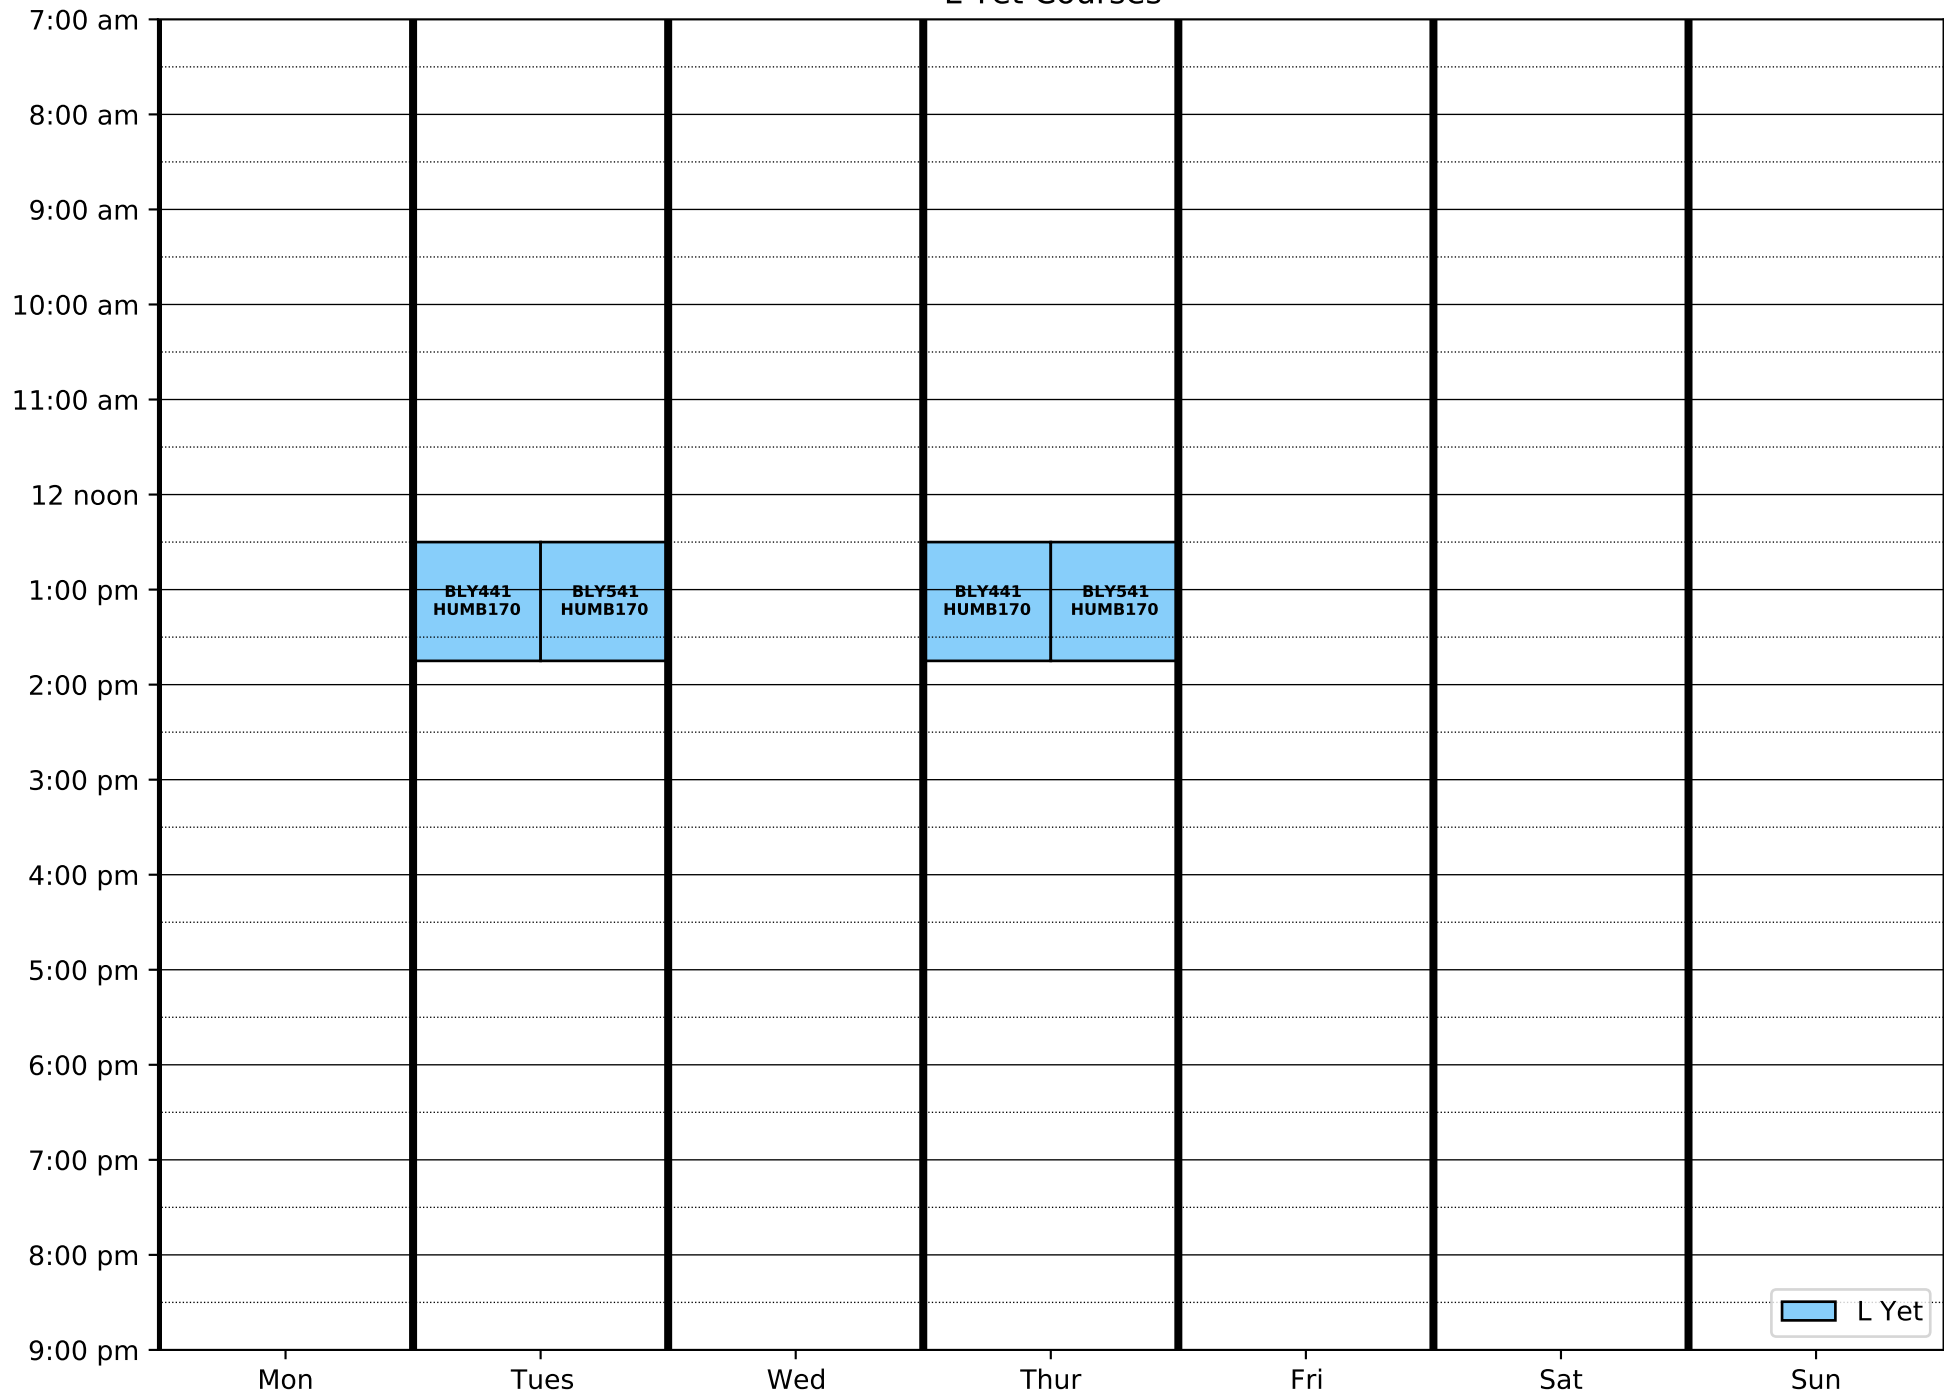 L Yet Courses
7:00 am
8:00 am
9:00 am
10:00 am
11:00 am
12 noon
1:00 pm
2:00 pm
3:00 pm
4:00 pm
5:00 pm
6:00 pm
7:00 pm
8:00 pm
9:00 pm
BLY441
HUMB170
BLY541
HUMB170
BLY441
HUMB170
BLY541
HUMB170
L Yet
Mon Tues Wed Thur Fri Sat Sun